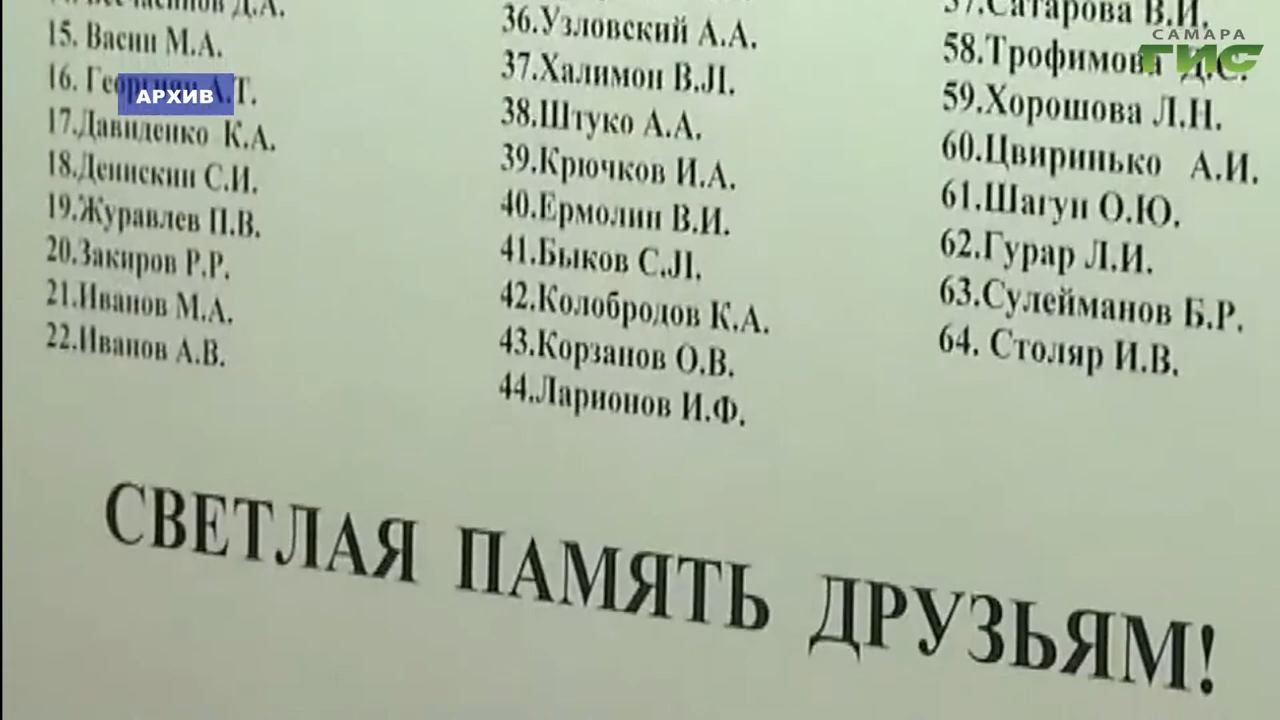 15. Васин М.А.
17.Давиденко К.А.
18.Денискин С.И.
19.Журавлев П.В.
20.Закиров Р.Р.
21.Иванов М.А.
22.Иванов А.В.
36.Узловский А.А.
37.Халимон В.Л.
38.Штуко А.А.
39.Крючков И.А.
40.Ермолин В.И.
41.Быков С.Л.
42.Колобродов К.А.
43.Корзанов О.В.
44.Ларионов И.Ф.
57.Сатарова В.И.
58.Трофимова Д.С.
59.Хорошова Л.Н.
60.Цвиринько А.И.
61.Шагун О.Ю.
62.Гурар Л.И.
63.Сулейманов Б.Р.
64. Столяр И.В.
СВЕТЛАЯ ПАМЯТЬ ДРУЗЬЯМ!
АРХИВ
САМАРА
ГИС